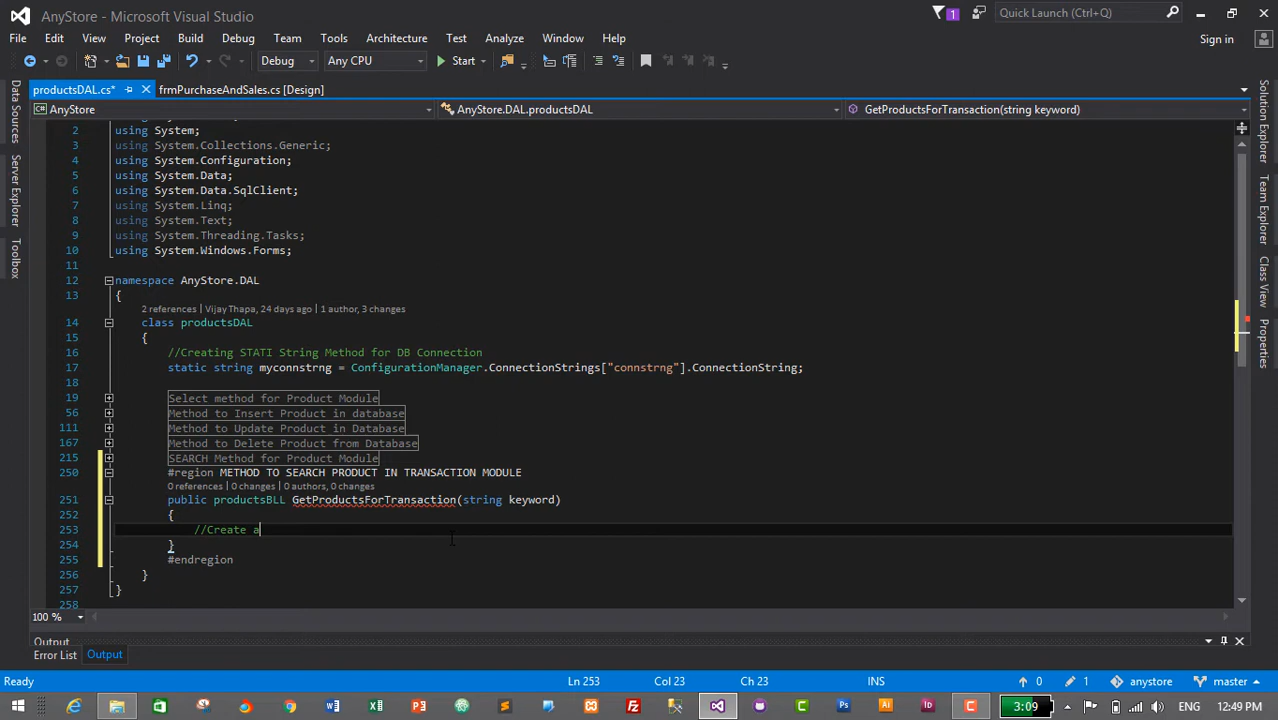 AnyStore - Microsoft Visual Studio
1
Quick Launch (Ctrl+Q)
File Edit View Project Build Debug Team Tools Architecture Test Analyze Window Help
Sign in
Debug Any CPU Start
productsDAL.cs* frmPurchaseAndSales.cs [Design]
AnyStore AnyStore.DAL.productsDAL GetProductsForTransaction(string keyword)
Data Sources
Server Explorer
Toolbox
Solution Explorer
Team Explorer
Class View
Properties
2 using System;
3 using System.Collections.Generic;
4 using System.Configuration;
5 using System.Data;
6 using System.Data.SqlClient;
7 using System.Linq;
8 using System.Text;
9 using System.Threading.Tasks;
10 using System.Windows.Forms;
11
12 namespace AnyStore.DAL
13 {
2 references | Vijay Thapa, 24 days ago | 1 author, 3 changes
14 class productsDAL
15 {
16 //Creating STATI String Method for DB Connection
17 static string myconnstrng = ConfigurationManager.ConnectionStrings["connstrng"].ConnectionString;
18
19 Select method for Product Module
56 Method to Insert Product in database
111 Method to Update Product in Database
167 Method to Delete Product from Database
215 SEARCH Method for Product Module
250 #region METHOD TO SEARCH PRODUCT IN TRANSACTION MODULE
0 references | 0 changes | 0 authors, 0 changes
251 public productsBLL GetProductsForTransaction(string keyword)
252 {
253 //Create a
254 }
255 #endregion
256 }
257 }
258
100 %
Output
Error List Output
Ready Ln 253 Col 23 Ch 23 INS 0 1 anystore master
3:09 ENG 12:49 PM